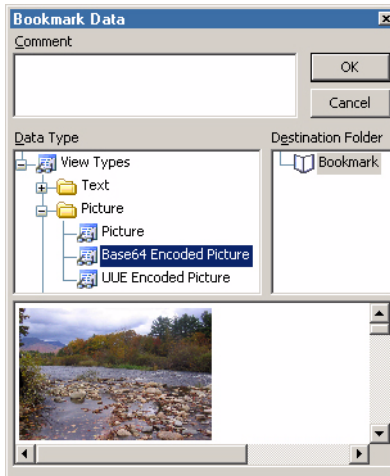 Bookmark Data
Comment
OK
Cancel
Data Type
Destination Folder
View Types
Bookmark
Text
Picture
Picture
Base64 Encoded Picture
UUE Encoded Picture